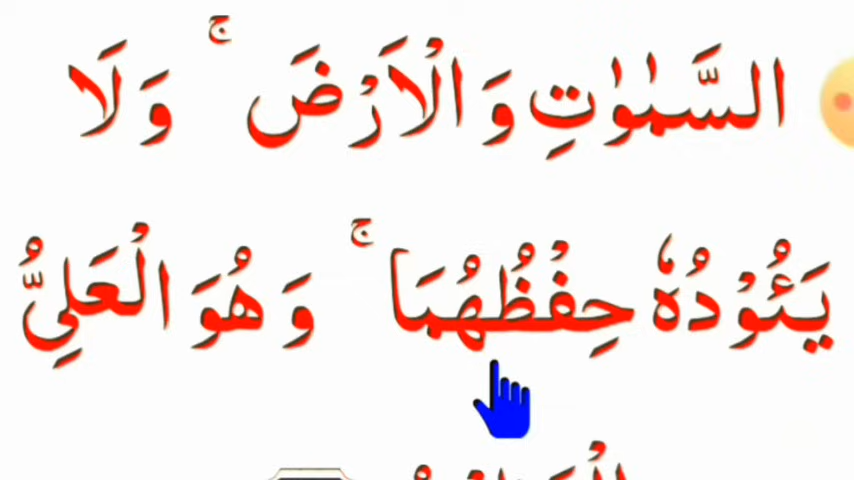 السَّمٰوٰتِ وَالْاَرْضَ ۚ وَلَا
يَـُٔوْدُهٗ حِفْظُهُمَا ۚ وَهُوَ الْعَلِيُّ